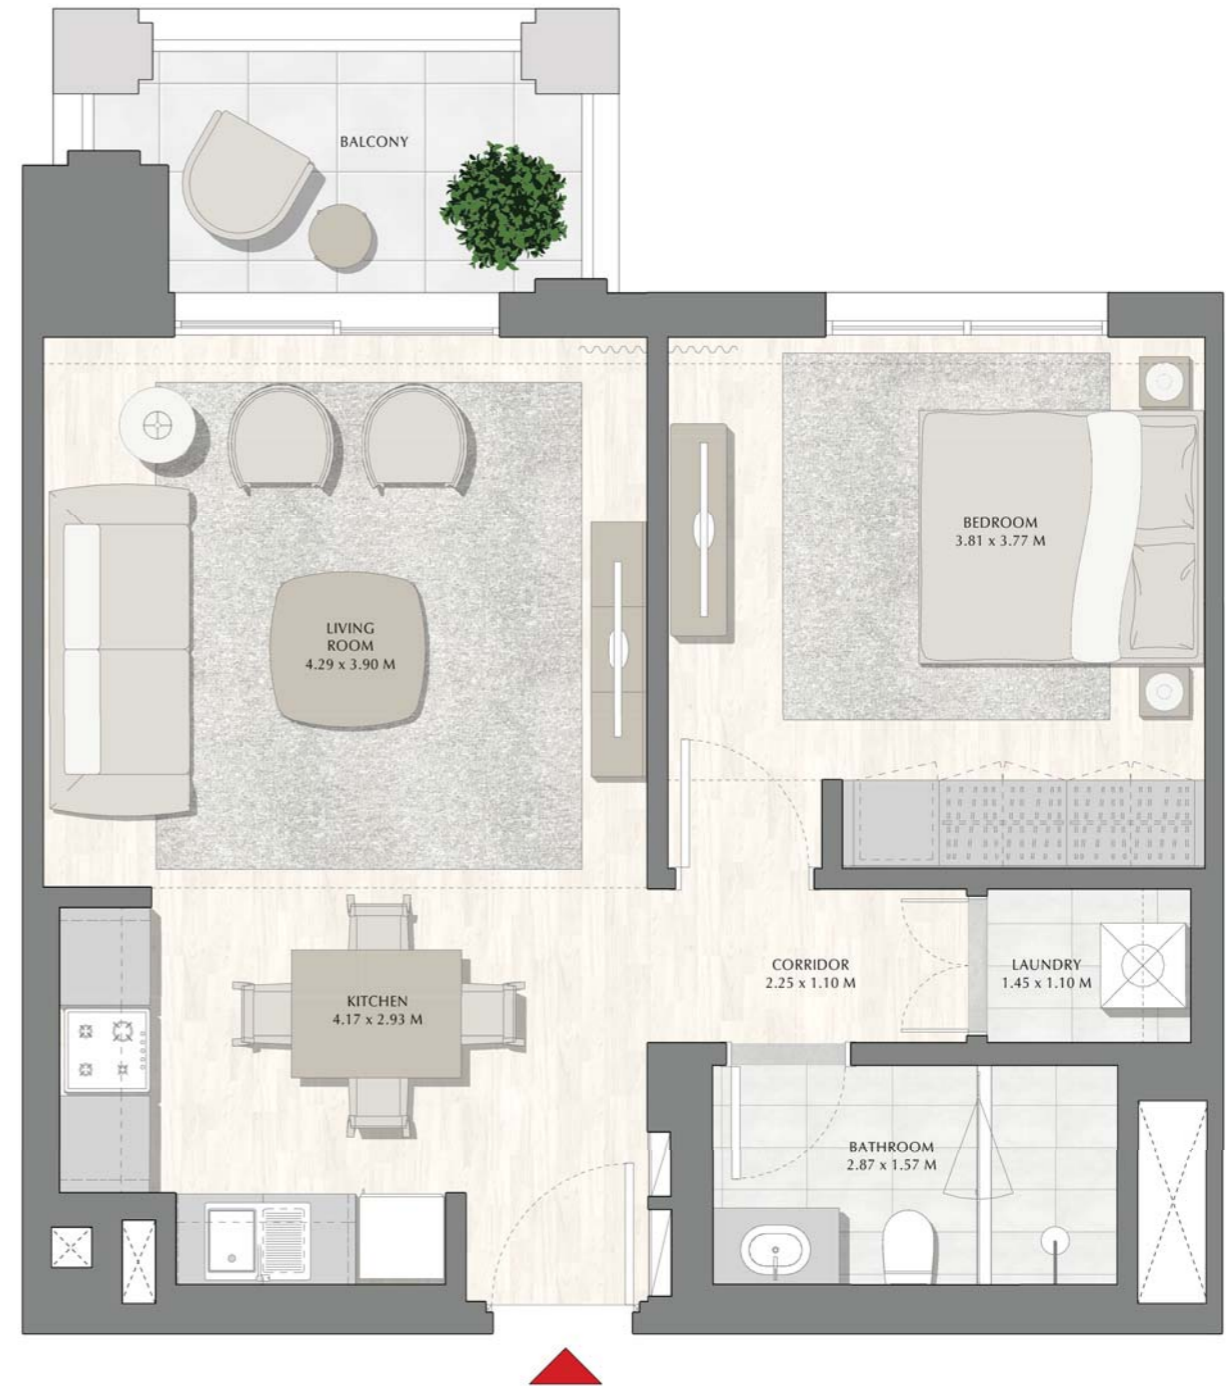 BALCONY
BEDROOM
3.81 x 3.77 M
LIVING
ROOM
4.29 x 3.90 M
CORRIDOR
2.25 x 1.10 M
LAUNDRY
1.45 x 1.10 M
KITCHEN
4.17 x 2.93 M
BATHROOM
2.87 x 1.57 M